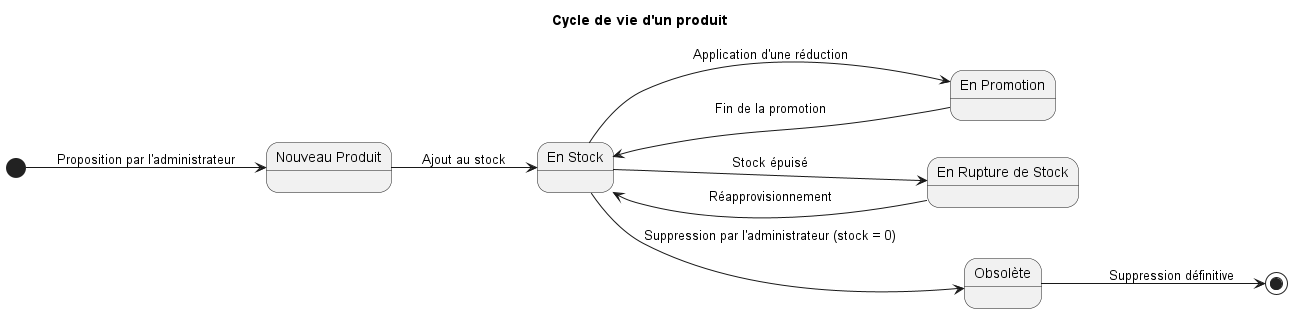 Cycle de vie d'un produit
Application d'une réduction
En Promotion
Fin de la promotion
Proposition par l'administrateur
Nouveau Produit
Ajout au stock
En Stock
Stock épuisé
En Rupture de Stock
Réapprovisionnement
Suppression par l'administrateur (stock = 0)
Obsolète
Suppression définitive